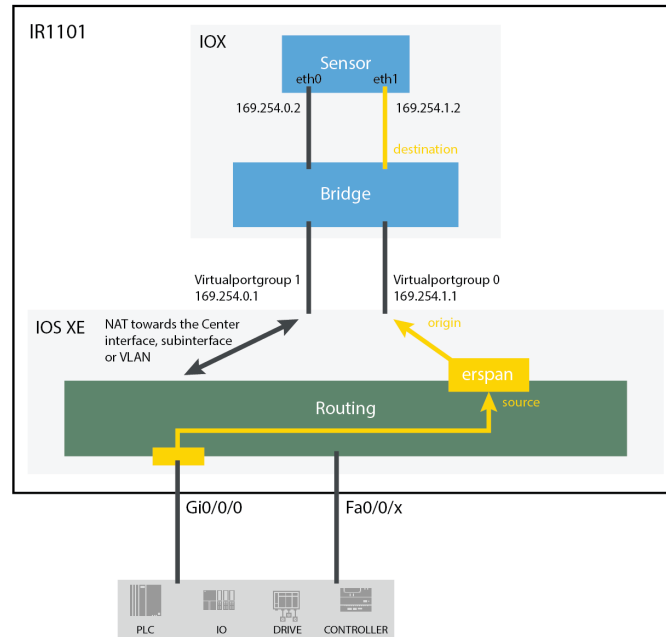 IR1101
IOX
Sensor
eth0 eth1
169.254.0.2 169.254.1.2
destination
Bridge
Virtualportgroup 1
169.254.0.1
Virtualportgroup 0
169.254.1.1
IOS XE
NAT towards the Center
interface, subinterface
or VLAN
origin
erspan
source
Routing
Gi0/0/0 Fa0/0/x
PLC IO DRIVE CONTROLLER